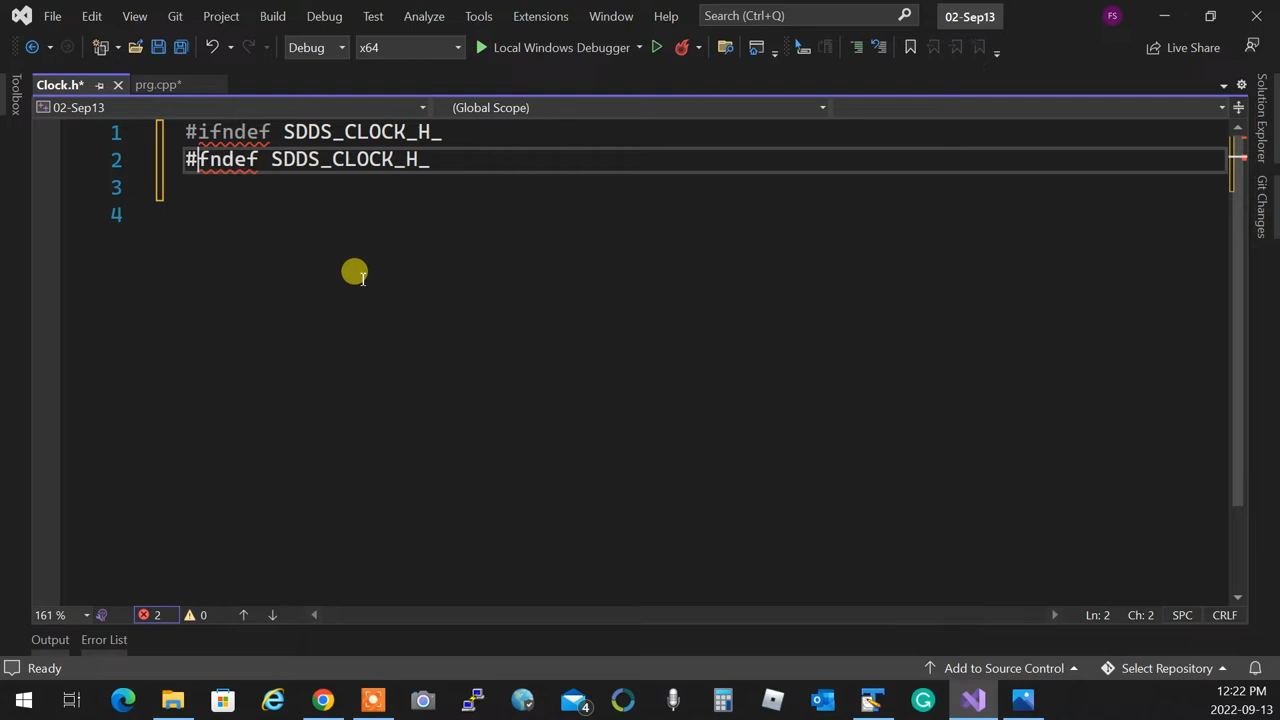 File Edit View Git Project Build Debug Test Analyze Tools Extensions Window Help Search (Ctrl+Q) 02-Sep13 FS
Debug x64 Local Windows Debugger Live Share
Clock.h* prg.cpp*
02-Sep13 (Global Scope)
Toolbox
Solution Explorer
Git Changes
1 #ifndef SDDS_CLOCK_H_
2 #fndef SDDS_CLOCK_H_
3
4
161 % 2 0 Ln: 2 Ch: 2 SPC CRLF
Output Error List
Ready Add to Source Control Select Repository
4
12:22 PM
2022-09-13